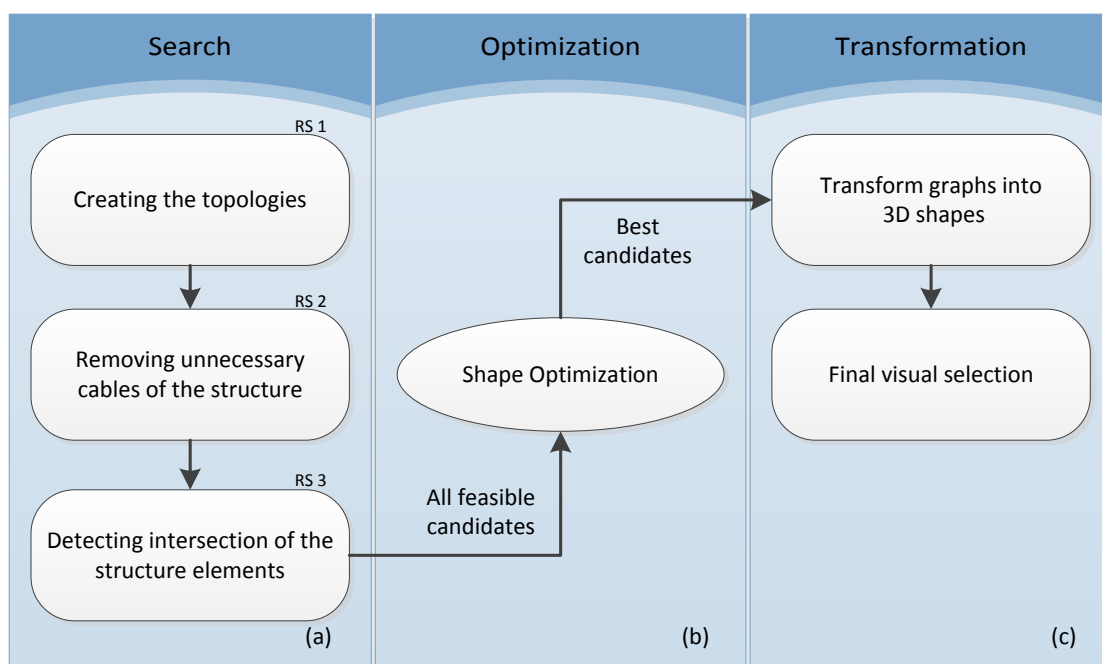 Search
RS 1
Creating the topologies
RS 2
Removing unnecessary
cables of the structure
RS 3
Detecting intersection of the
structure elements
(a)
Optimization
Best
candidates
Shape Optimization
All feasible
candidates
(b)
Transformation
Transform graphs into
3D shapes
Final visual selection
(c)